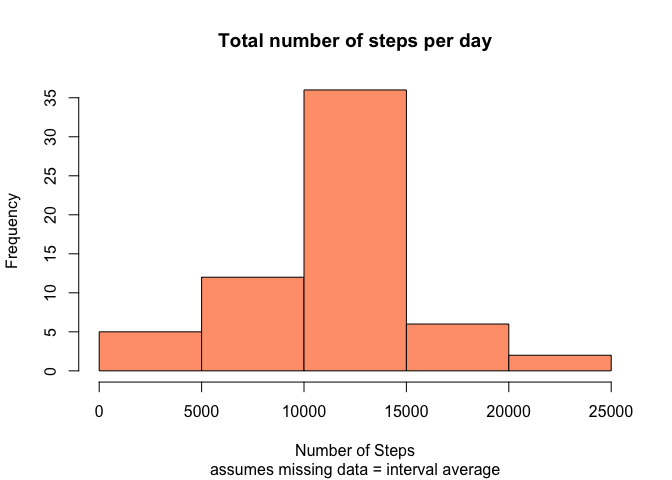 Total number of steps per day
35
30
25
20
15
10
5
0
Frequency
0 5000 10000 15000 20000 25000
Number of Steps
assumes missing data = interval average